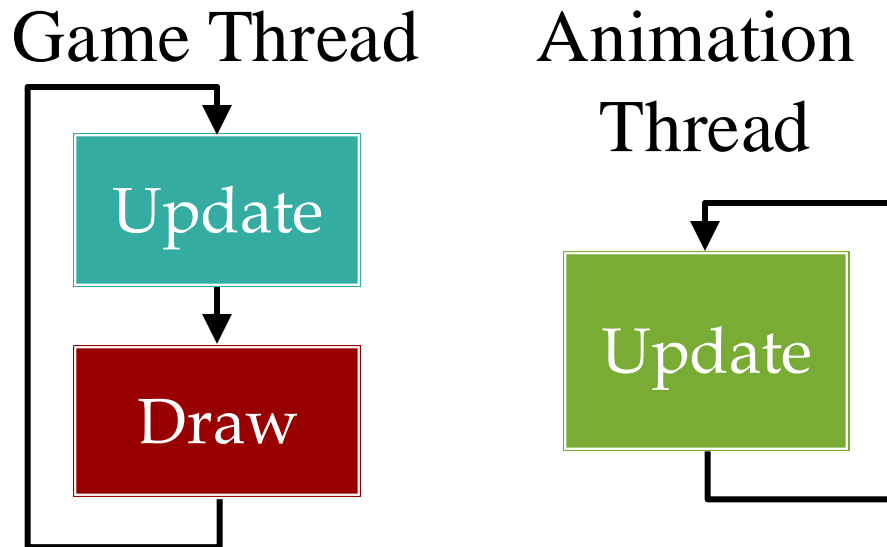 Game Thread
Update
Draw
Animation
Thread
Update